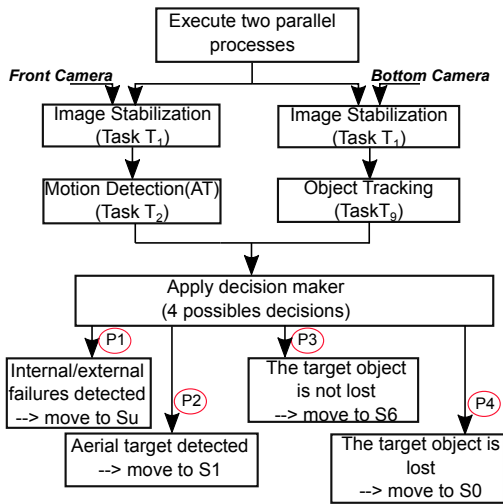 Execute two parallel
processes
Front Camera
Bottom Camera
Image Stabilization
(Task T1)
Image Stabilization
(Task T1)
Motion Detection(AT)
(Task T2)
Object Tracking
(TaskT9)
Apply decision maker
(4 possibles decisions)
P1
P3
Internal/external
failures detected
--> move to Su
The target object
is not lost
--> move to S6
P2
P4
Aerial target detected
--> move to S1
The target object is
lost
--> move to S0